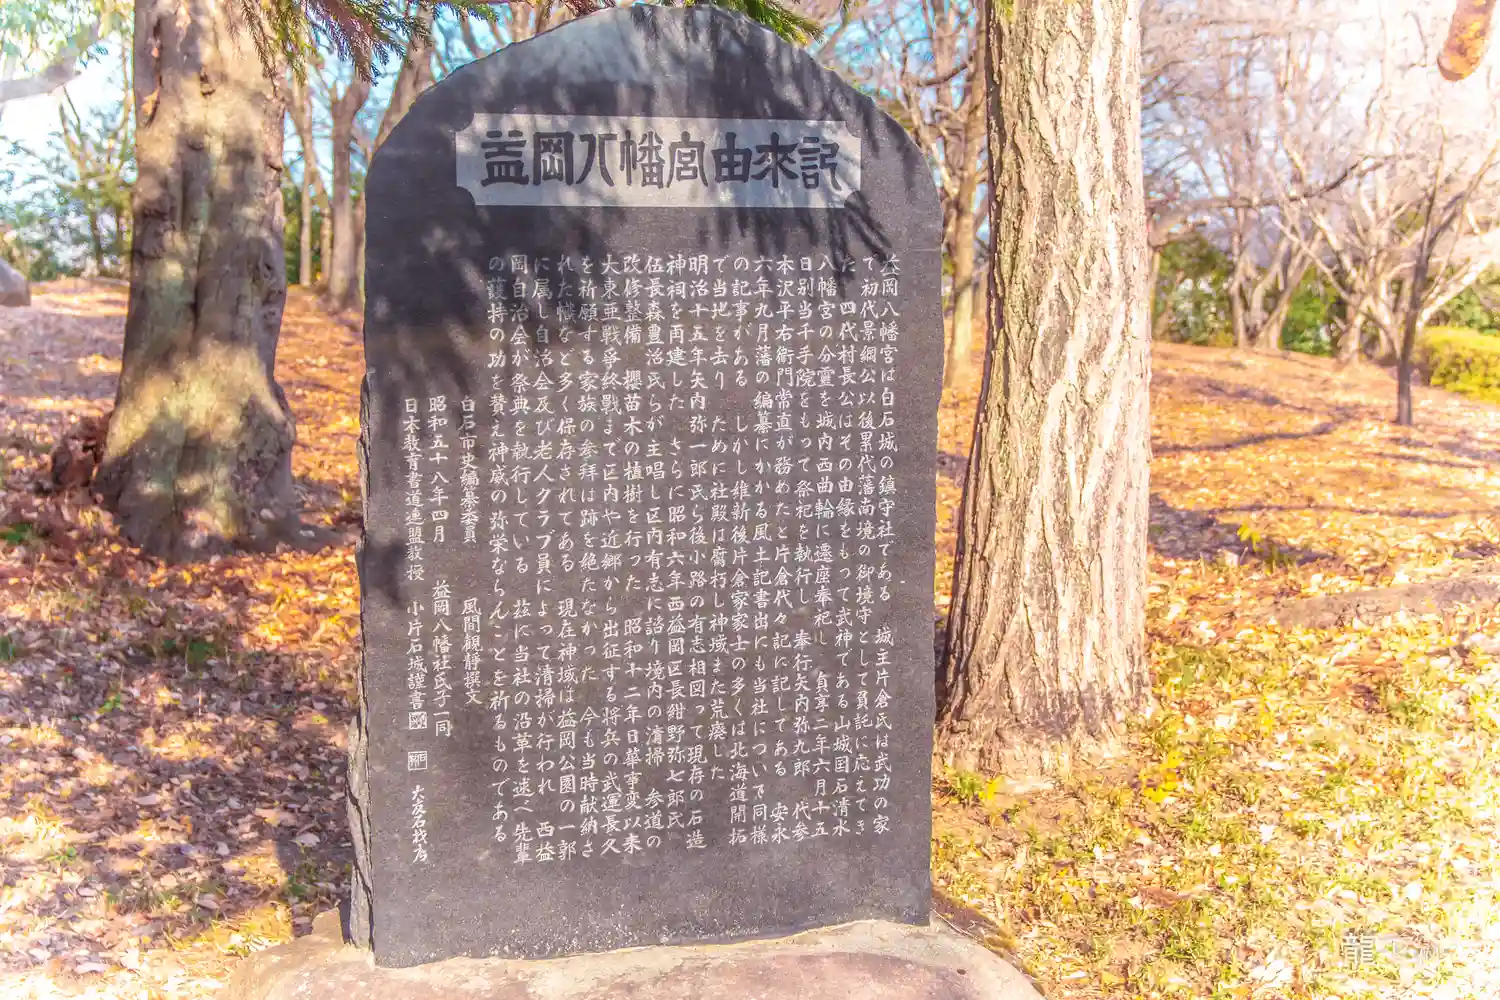 益岡八幡宮由来記
益岡八幡宮は白石城の鎮守社である　城主片倉氏は武功の家
で初代景綱公以後累代藩南境の御境守として負託に応えてき
た　四代村長公はその由縁をもって武神である山城国石清水
八幡宮の分霊を城内西曲輪に遷座奉祀し　貞享二年六月十五
日別当千手院をもって祭祀を執行し　奉行矢内弥九郎　代参
本沢平右衛門常直が務めたと片倉代々記に記してある　安永
六年九月藩の編纂にかかる風土記書出にも当社について同様
の記事がある　しかし維新後片倉家家士の多くは北海道開拓
で当地を去り　ために社殿は腐朽し神域また荒廃した
明治十五年矢内弥一郎氏ら後小路の有志相図って現存の石造
神祠を再建した　さらに昭和六年西益岡区長紺野弥七郎氏
伍長森豊治氏らが主唱し区内有志に諮り境内の清掃　参道の
改修整備　櫻苗木の植樹を行った　昭和十二年日華事変以来
大東亜戦爭終戦まで区内や近郷から出征する将兵の武運長久
を祈願する家族の参拝は跡を絶たなかった　今も当時献納さ
れた幟など多く保存されてある　現在神域は益岡公園の一郭
に属し自治会及び老人クラブ員によって清掃が行われ　西益
岡自治会が祭典を執行している　茲に当社の沿革を述べ先輩
の護持の功を賛え神威の弥栄ならんことを祈るものである
白石市史編纂委員　風間観靜撰文
昭和五十八年四月　益岡八幡社氏子一同
日本教育書道連盟教授　小片石城謹書
大友石材店
龍